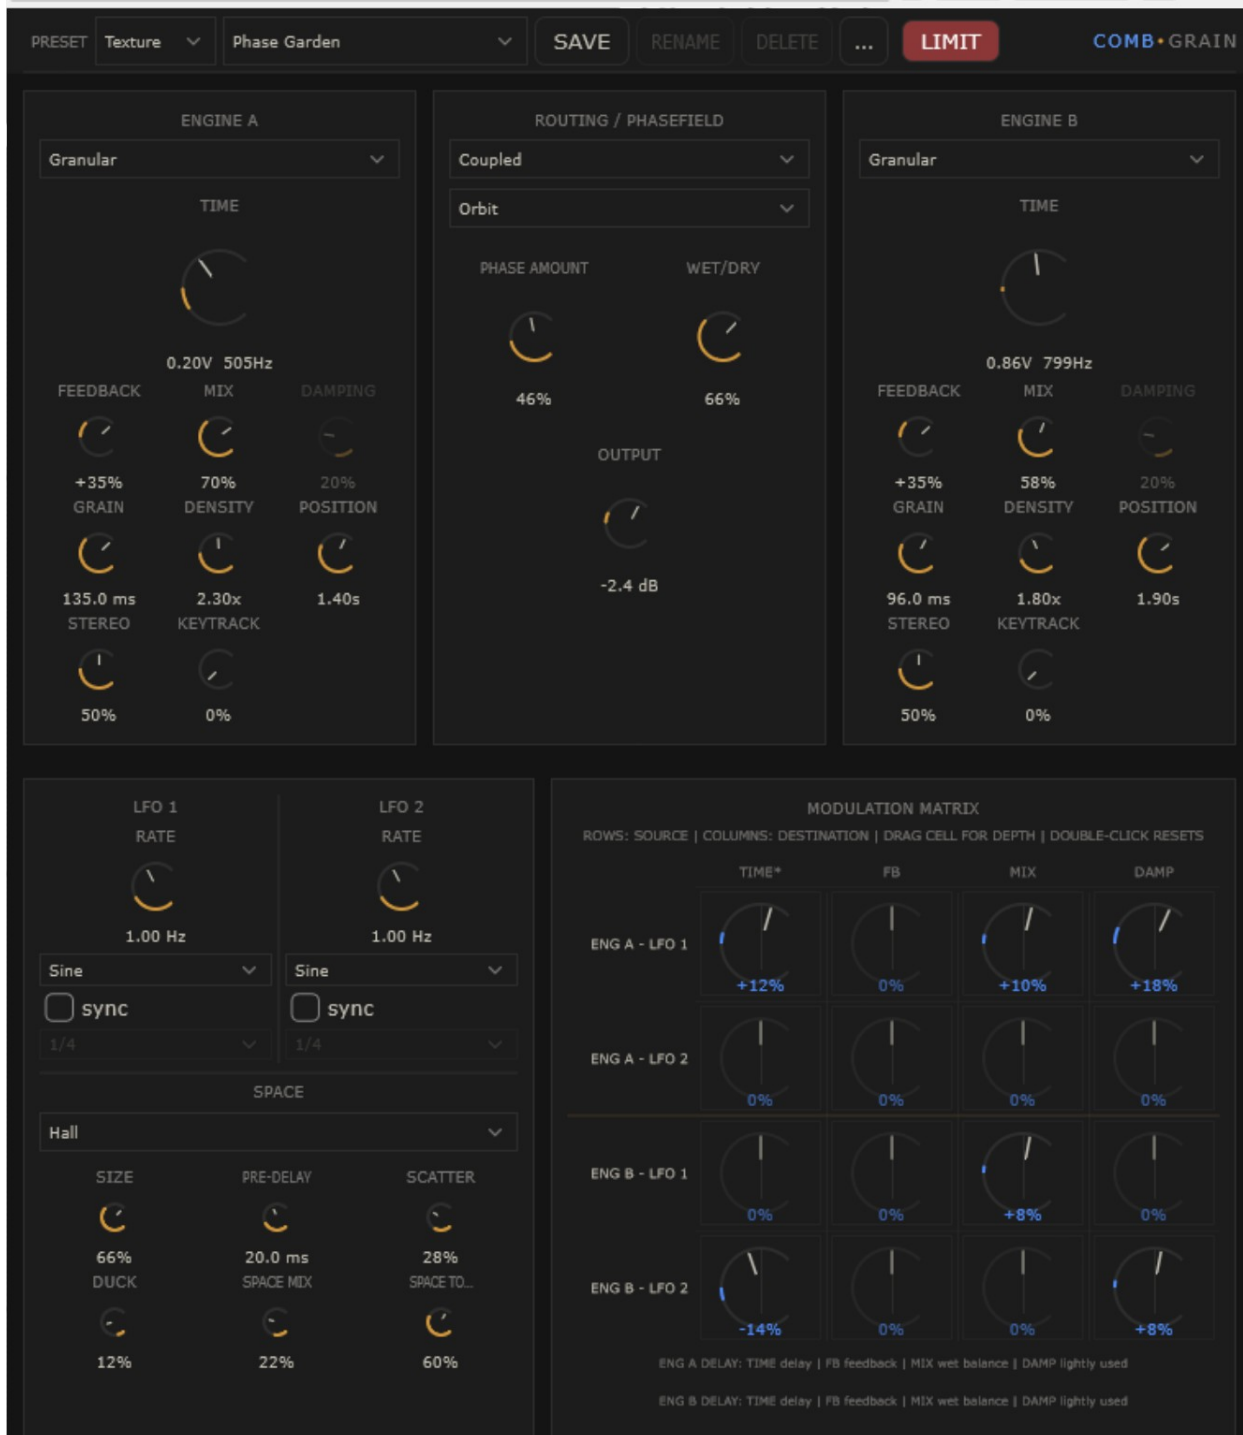 PRESET Texture Phase Garden SAVE RENAME DELETE ... LIMIT COMB•GRAIN
ENGINE A
Granular
TIME
0.20V 505Hz
FEEDBACK MIX DAMPING
+35% 70% 20%
GRAIN DENSITY POSITION
135.0 ms 2.30x 1.40s
STEREO KEYTRACK
50% 0%
ROUTING / PHASEFIELD
Coupled
Orbit
PHASE AMOUNT WET/DRY
46% 66%
OUTPUT
-2.4 dB
ENGINE B
Granular
TIME
0.86V 799Hz
FEEDBACK MIX DAMPING
+35% 58% 20%
GRAIN DENSITY POSITION
96.0 ms 1.80x 1.90s
STEREO KEYTRACK
50% 0%
LFO 1 LFO 2
RATE RATE
1.00 Hz 1.00 Hz
Sine Sine
sync sync
1/4 1/4
SPACE
Hall
SIZE PRE-DELAY SCATTER
66% 20.0 ms 28%
DUCK SPACE MIX SPACE TO...
12% 22% 60%
MODULATION MATRIX
ROWS: SOURCE | COLUMNS: DESTINATION | DRAG CELL FOR DEPTH | DOUBLE-CLICK RESETS
TIME* FB MIX DAMP
ENG A - LFO 1 +12% 0% +10% +18%
ENG A - LFO 2 0% 0% 0% 0%
ENG B - LFO 1 0% 0% +8% 0%
ENG B - LFO 2 -14% 0% 0% +8%
ENG A DELAY: TIME delay | FB feedback | MIX wet balance | DAMP lightly used
ENG B DELAY: TIME delay | FB feedback | MIX wet balance | DAMP lightly used